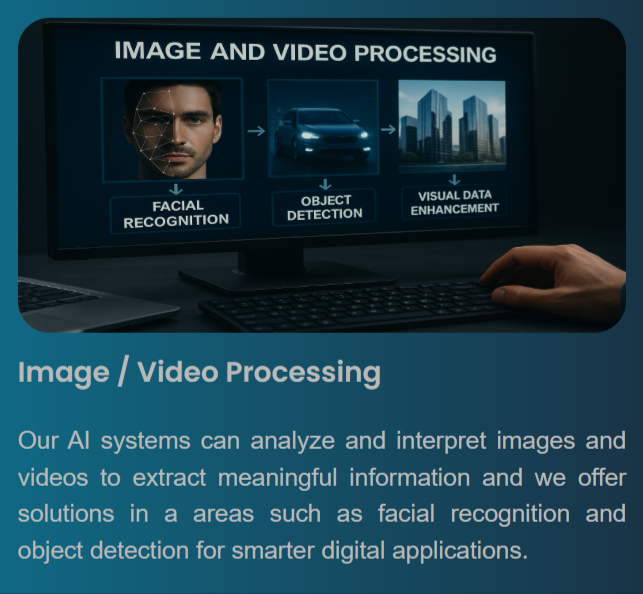 IMAGE AND VIDEO PROCESSING
FACIAL
RECOGNITION
OBJECT
DETECTION
VISUAL DATA
ENHANCEMENT
Image / Video Processing
Our AI systems can analyze and interpret images and
videos to extract meaningful information and we offer
solutions in a areas such as facial recognition and
object detection for smarter digital applications.